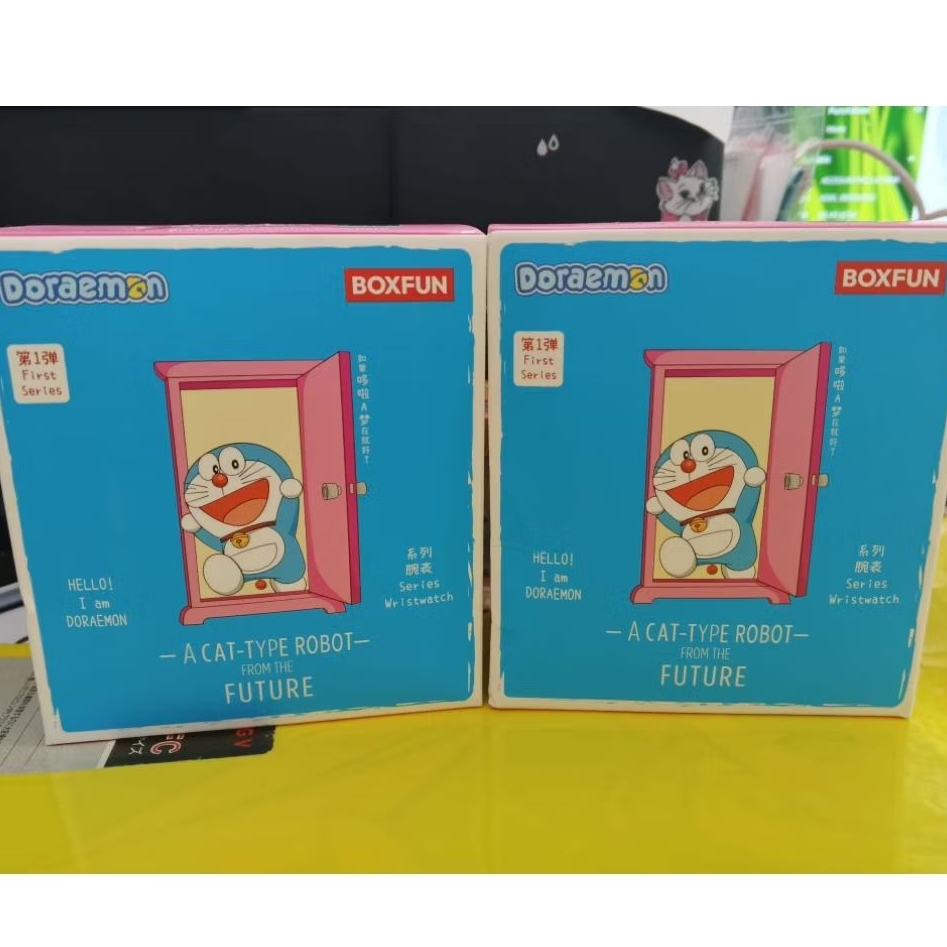 Doraemon
BOXFUN
第1弹
First
Series
如果哆啦A梦在就好了
HELLO!
I am
DORAEMON
系列
腕表
Series
Wristwatch
— A CAT-TYPE ROBOT —
FROM THE
FUTURE
Doraemon
BOXFUN
第1弹
First
Series
如果哆啦A梦在就好了
HELLO!
I am
DORAEMON
系列
腕表
Series
Wristwatch
— A CAT-TYPE ROBOT —
FROM THE
FUTURE